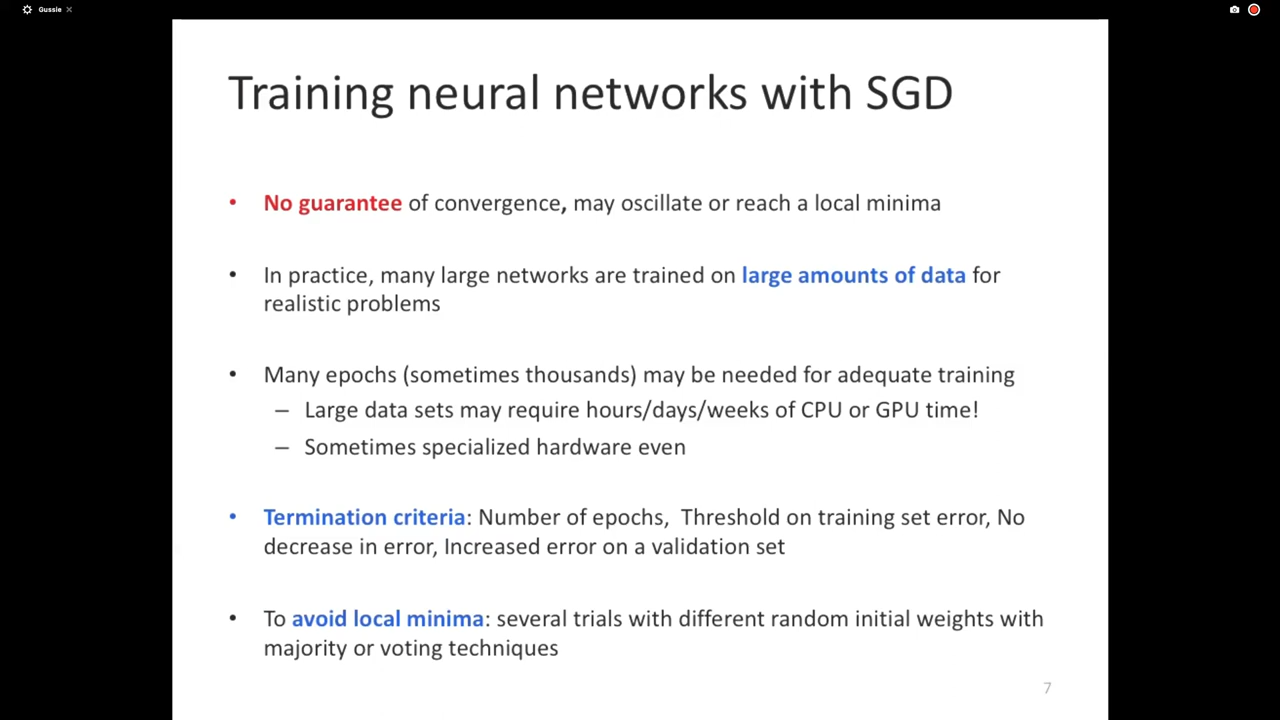 Gussie
Training neural networks with SGD
• No guarantee of convergence, may oscillate or reach a local minima
• In practice, many large networks are trained on large amounts of data for
realistic problems
• Many epochs (sometimes thousands) may be needed for adequate training
– Large data sets may require hours/days/weeks of CPU or GPU time!
– Sometimes specialized hardware even
• Termination criteria: Number of epochs,  Threshold on training set error, No
decrease in error, Increased error on a validation set
• To avoid local minima: several trials with different random initial weights with
majority or voting techniques
7